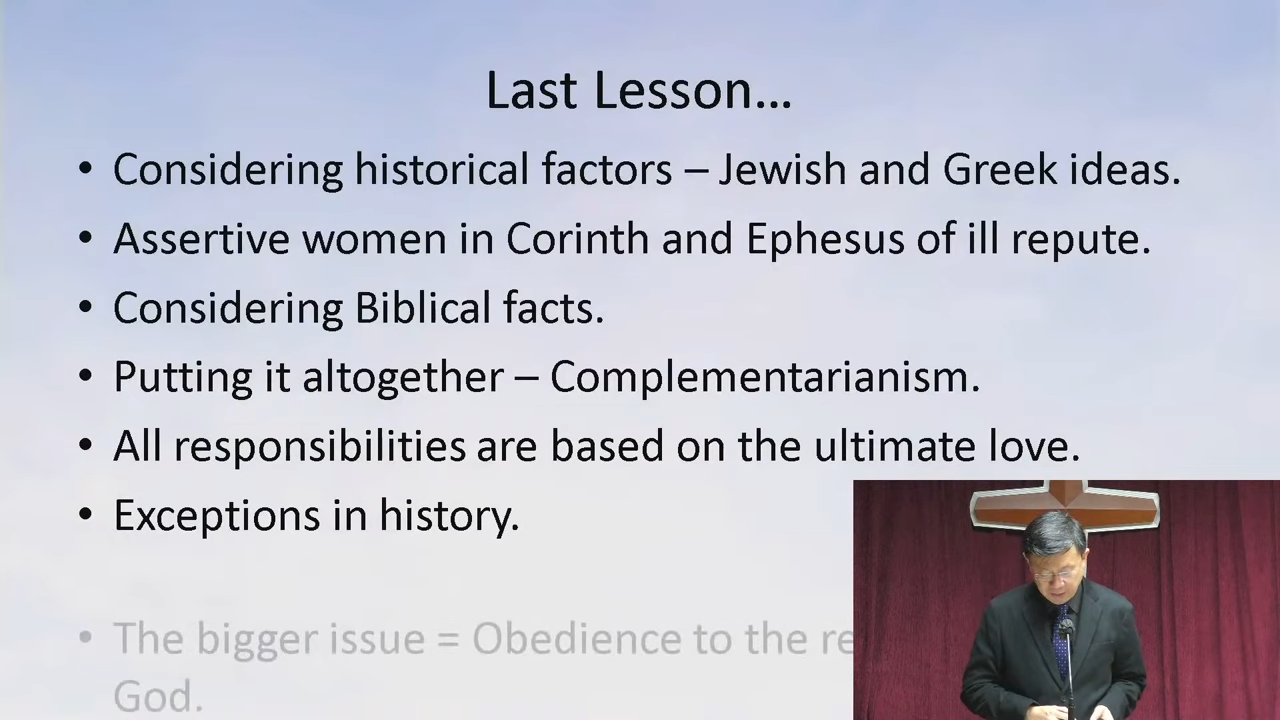 Last Lesson...
• Considering historical factors – Jewish and Greek ideas.
• Assertive women in Corinth and Ephesus of ill repute.
• Considering Biblical facts.
• Putting it altogether – Complementarianism.
• All responsibilities are based on the ultimate love.
• Exceptions in history.
• The bigger issue = Obedience to the
God.